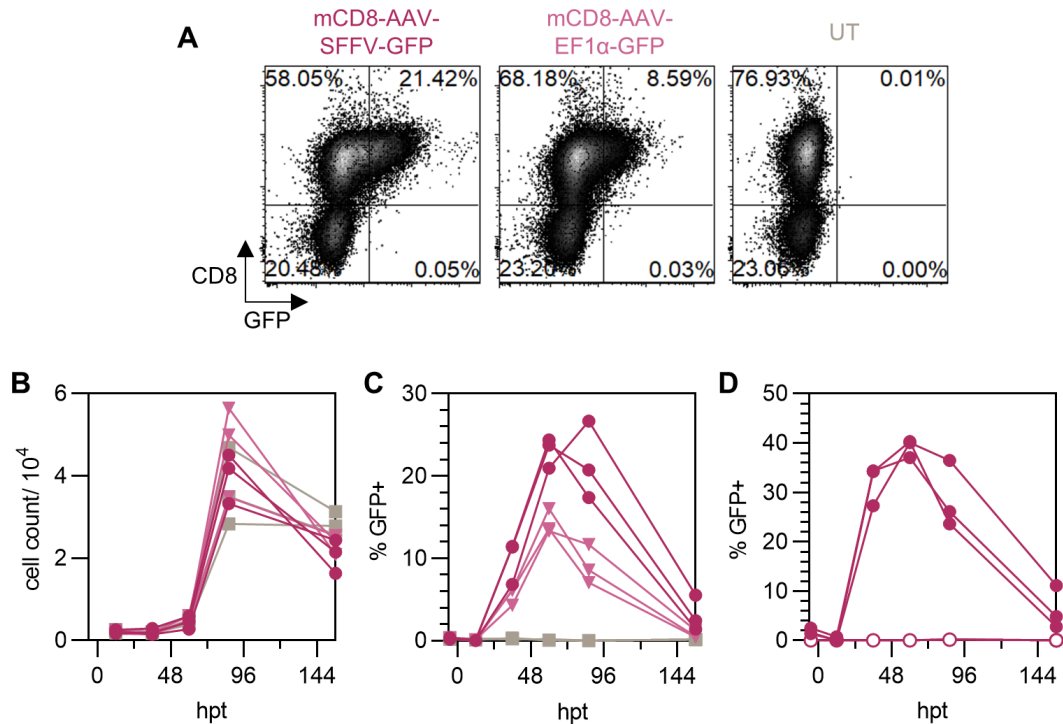 A
mCD8-AAV-
SFFV-GFP
mCD8-AAV-
EF1α-GFP
UT
58.05% 21.42%
20.48% 0.05%
68.18% 8.59%
23.20% 0.03%
76.93% 0.01%
23.06% 0.00%
CD8
GFP
B
6
4
2
0
cell count/ 10⁴
0 48 96 144
hpt
C
30
20
10
0
% GFP+
0 48 96 144
hpt
D
50
40
30
20
10
0
% GFP+
0 48 96 144
hpt